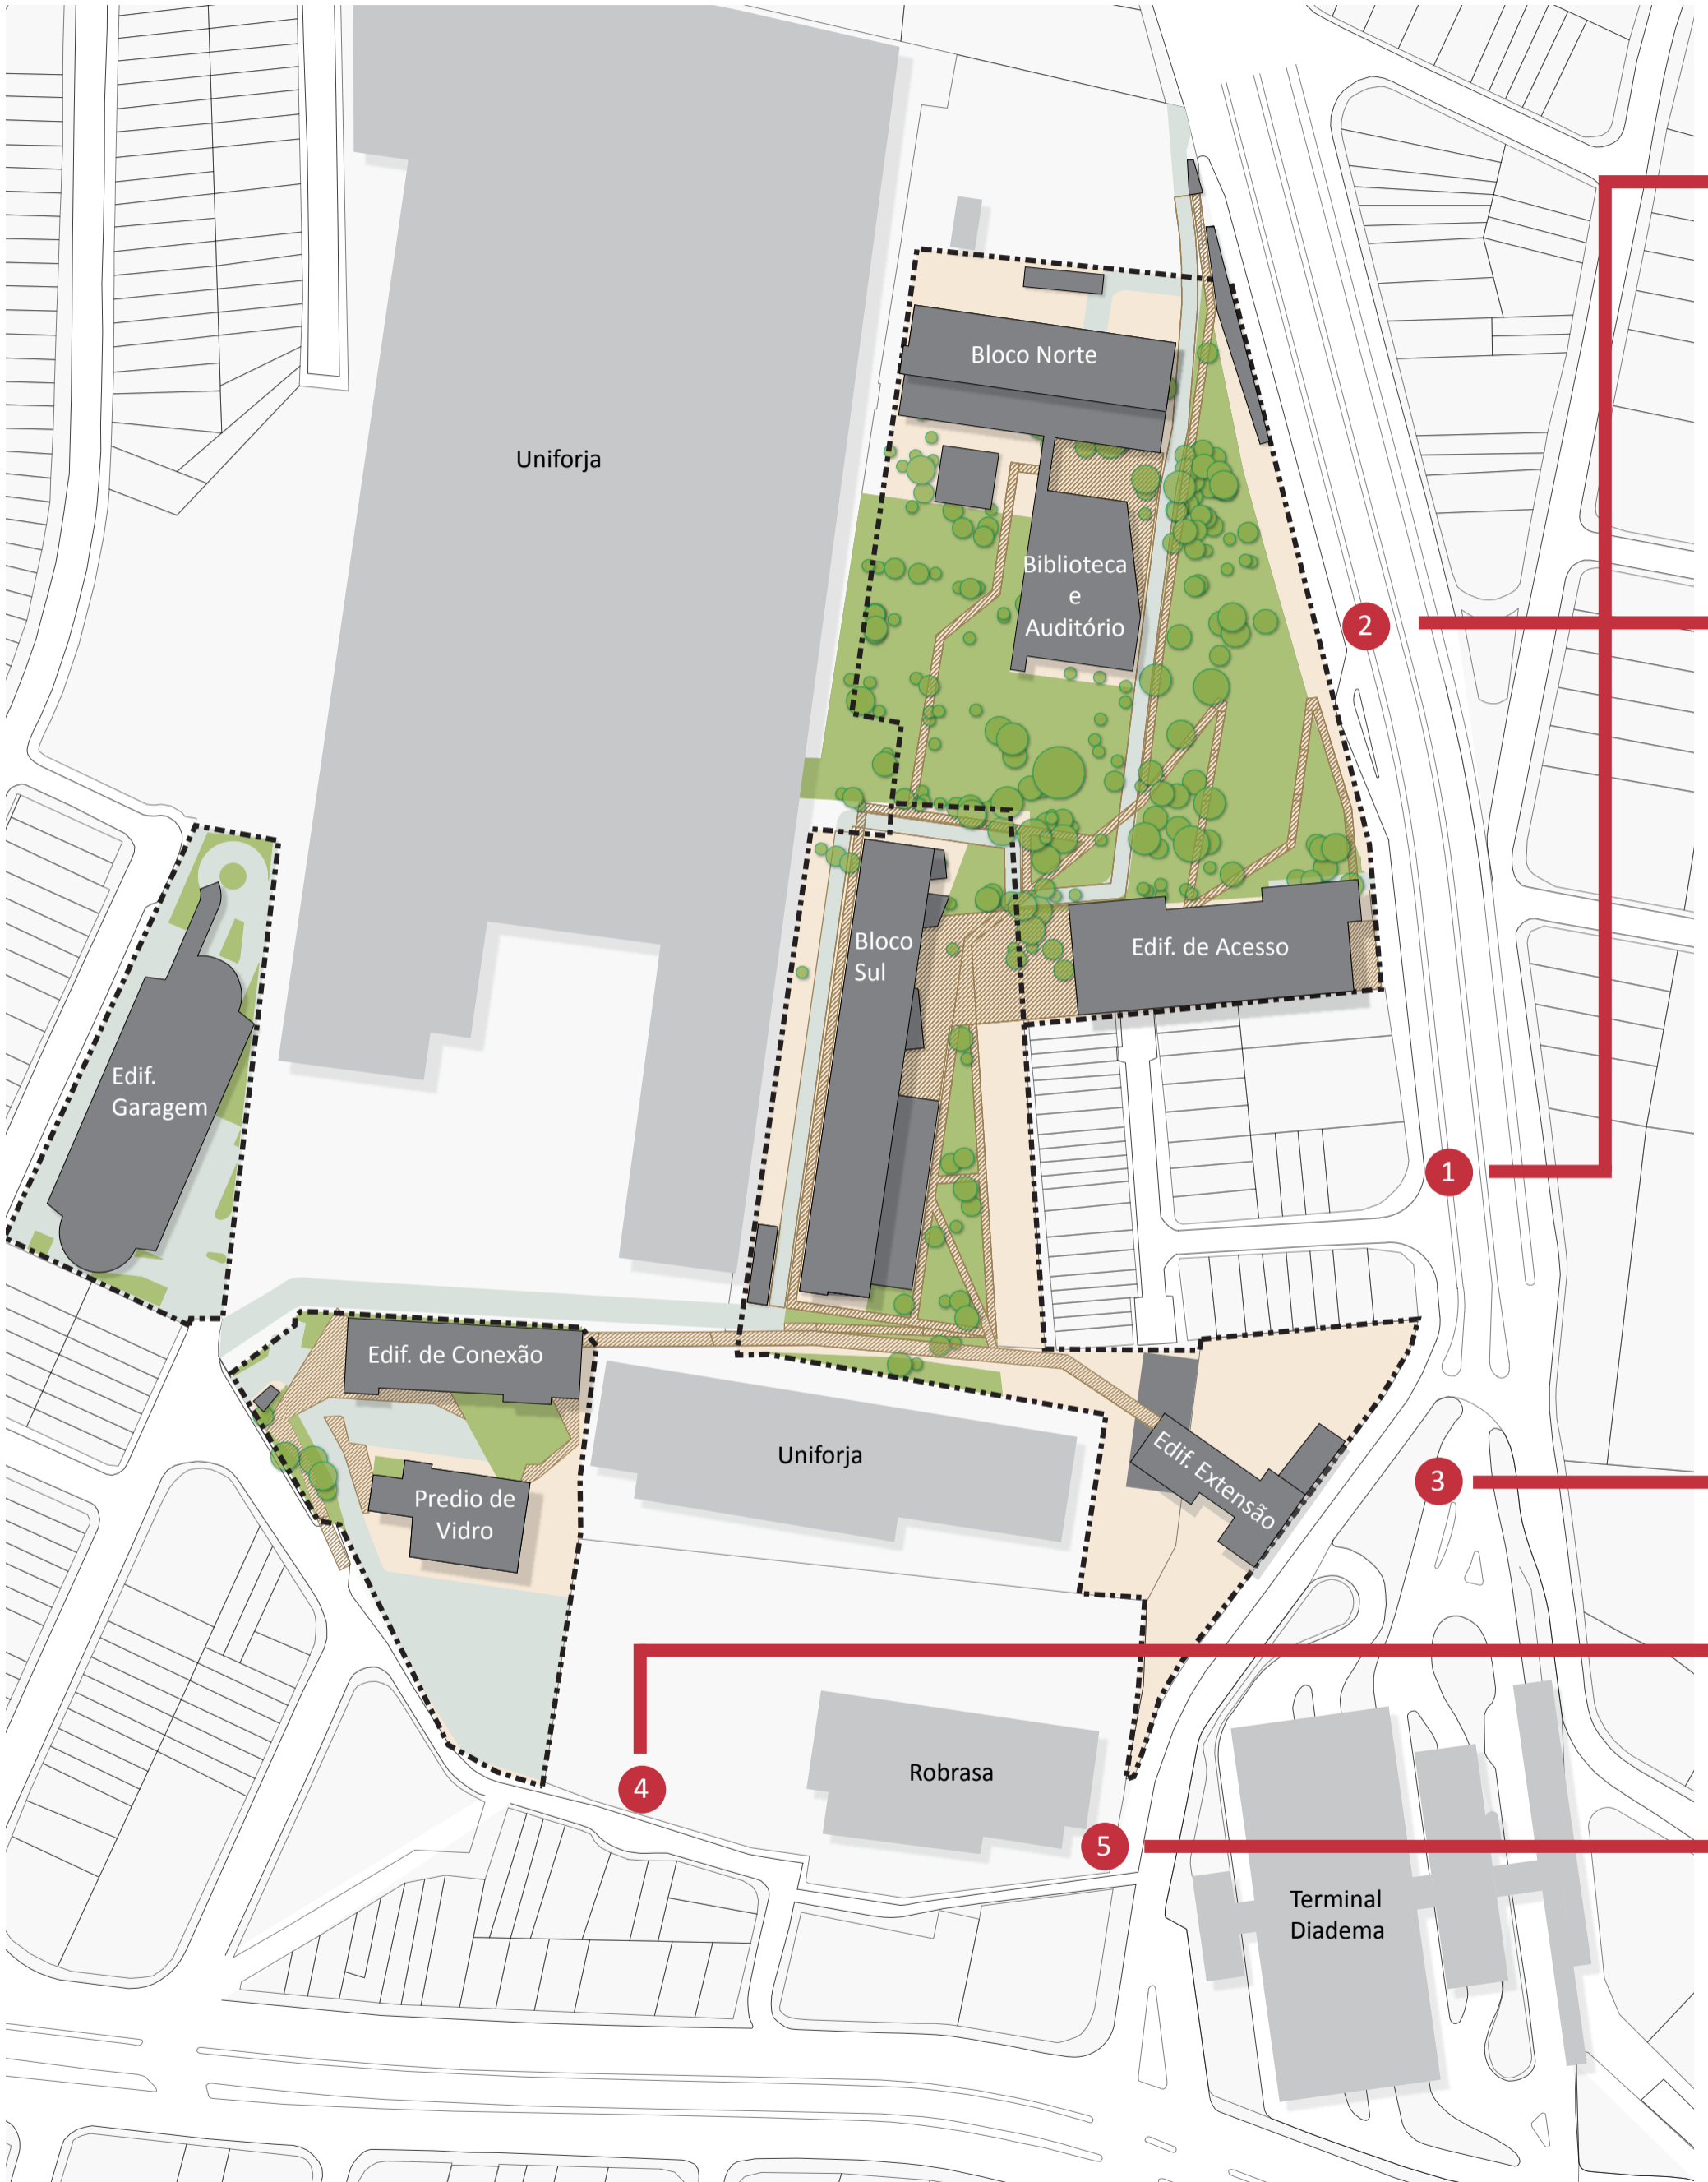 Bloco Norte
Uniforja
Biblioteca
e
Auditório
2
Bloco
Sul
Edif. de Acesso
Edif.
Garagem
1
Edif. de Conexão
Uniforja
Edif. Extensão
3
Predio de
Vidro
4
Robrasa
5
Terminal
Diadema